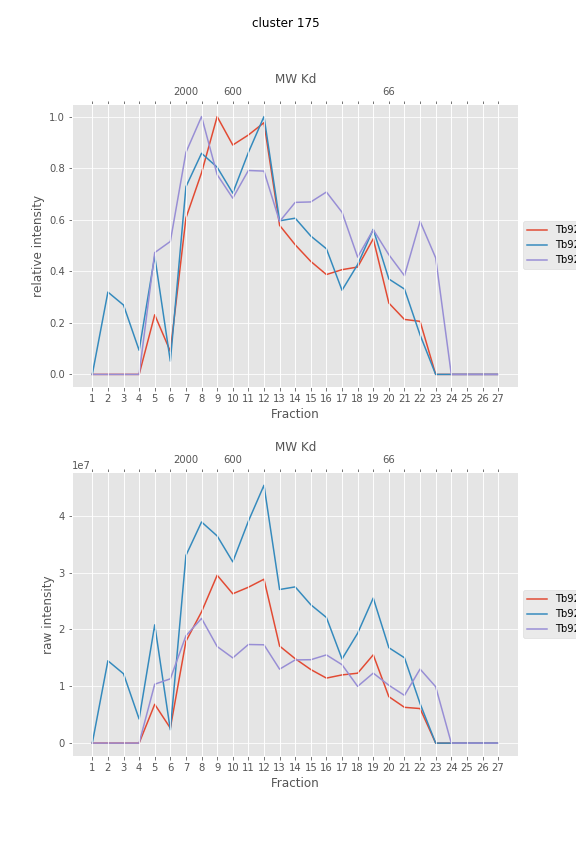 cluster 175
MW Kd
2000 600 66
1.0
0.8
0.6
0.4
0.2
0.0
relative intensity
Tb92
Tb92
Tb92
1 2 3 4 5 6 7 8 9 10 11 12 13 14 15 16 17 18 19 20 21 22 23 24 25 26 27
Fraction
MW Kd
2000 600 66
1e7
4
3
2
1
0
raw intensity
Tb92
Tb92
Tb92
1 2 3 4 5 6 7 8 9 10 11 12 13 14 15 16 17 18 19 20 21 22 23 24 25 26 27
Fraction